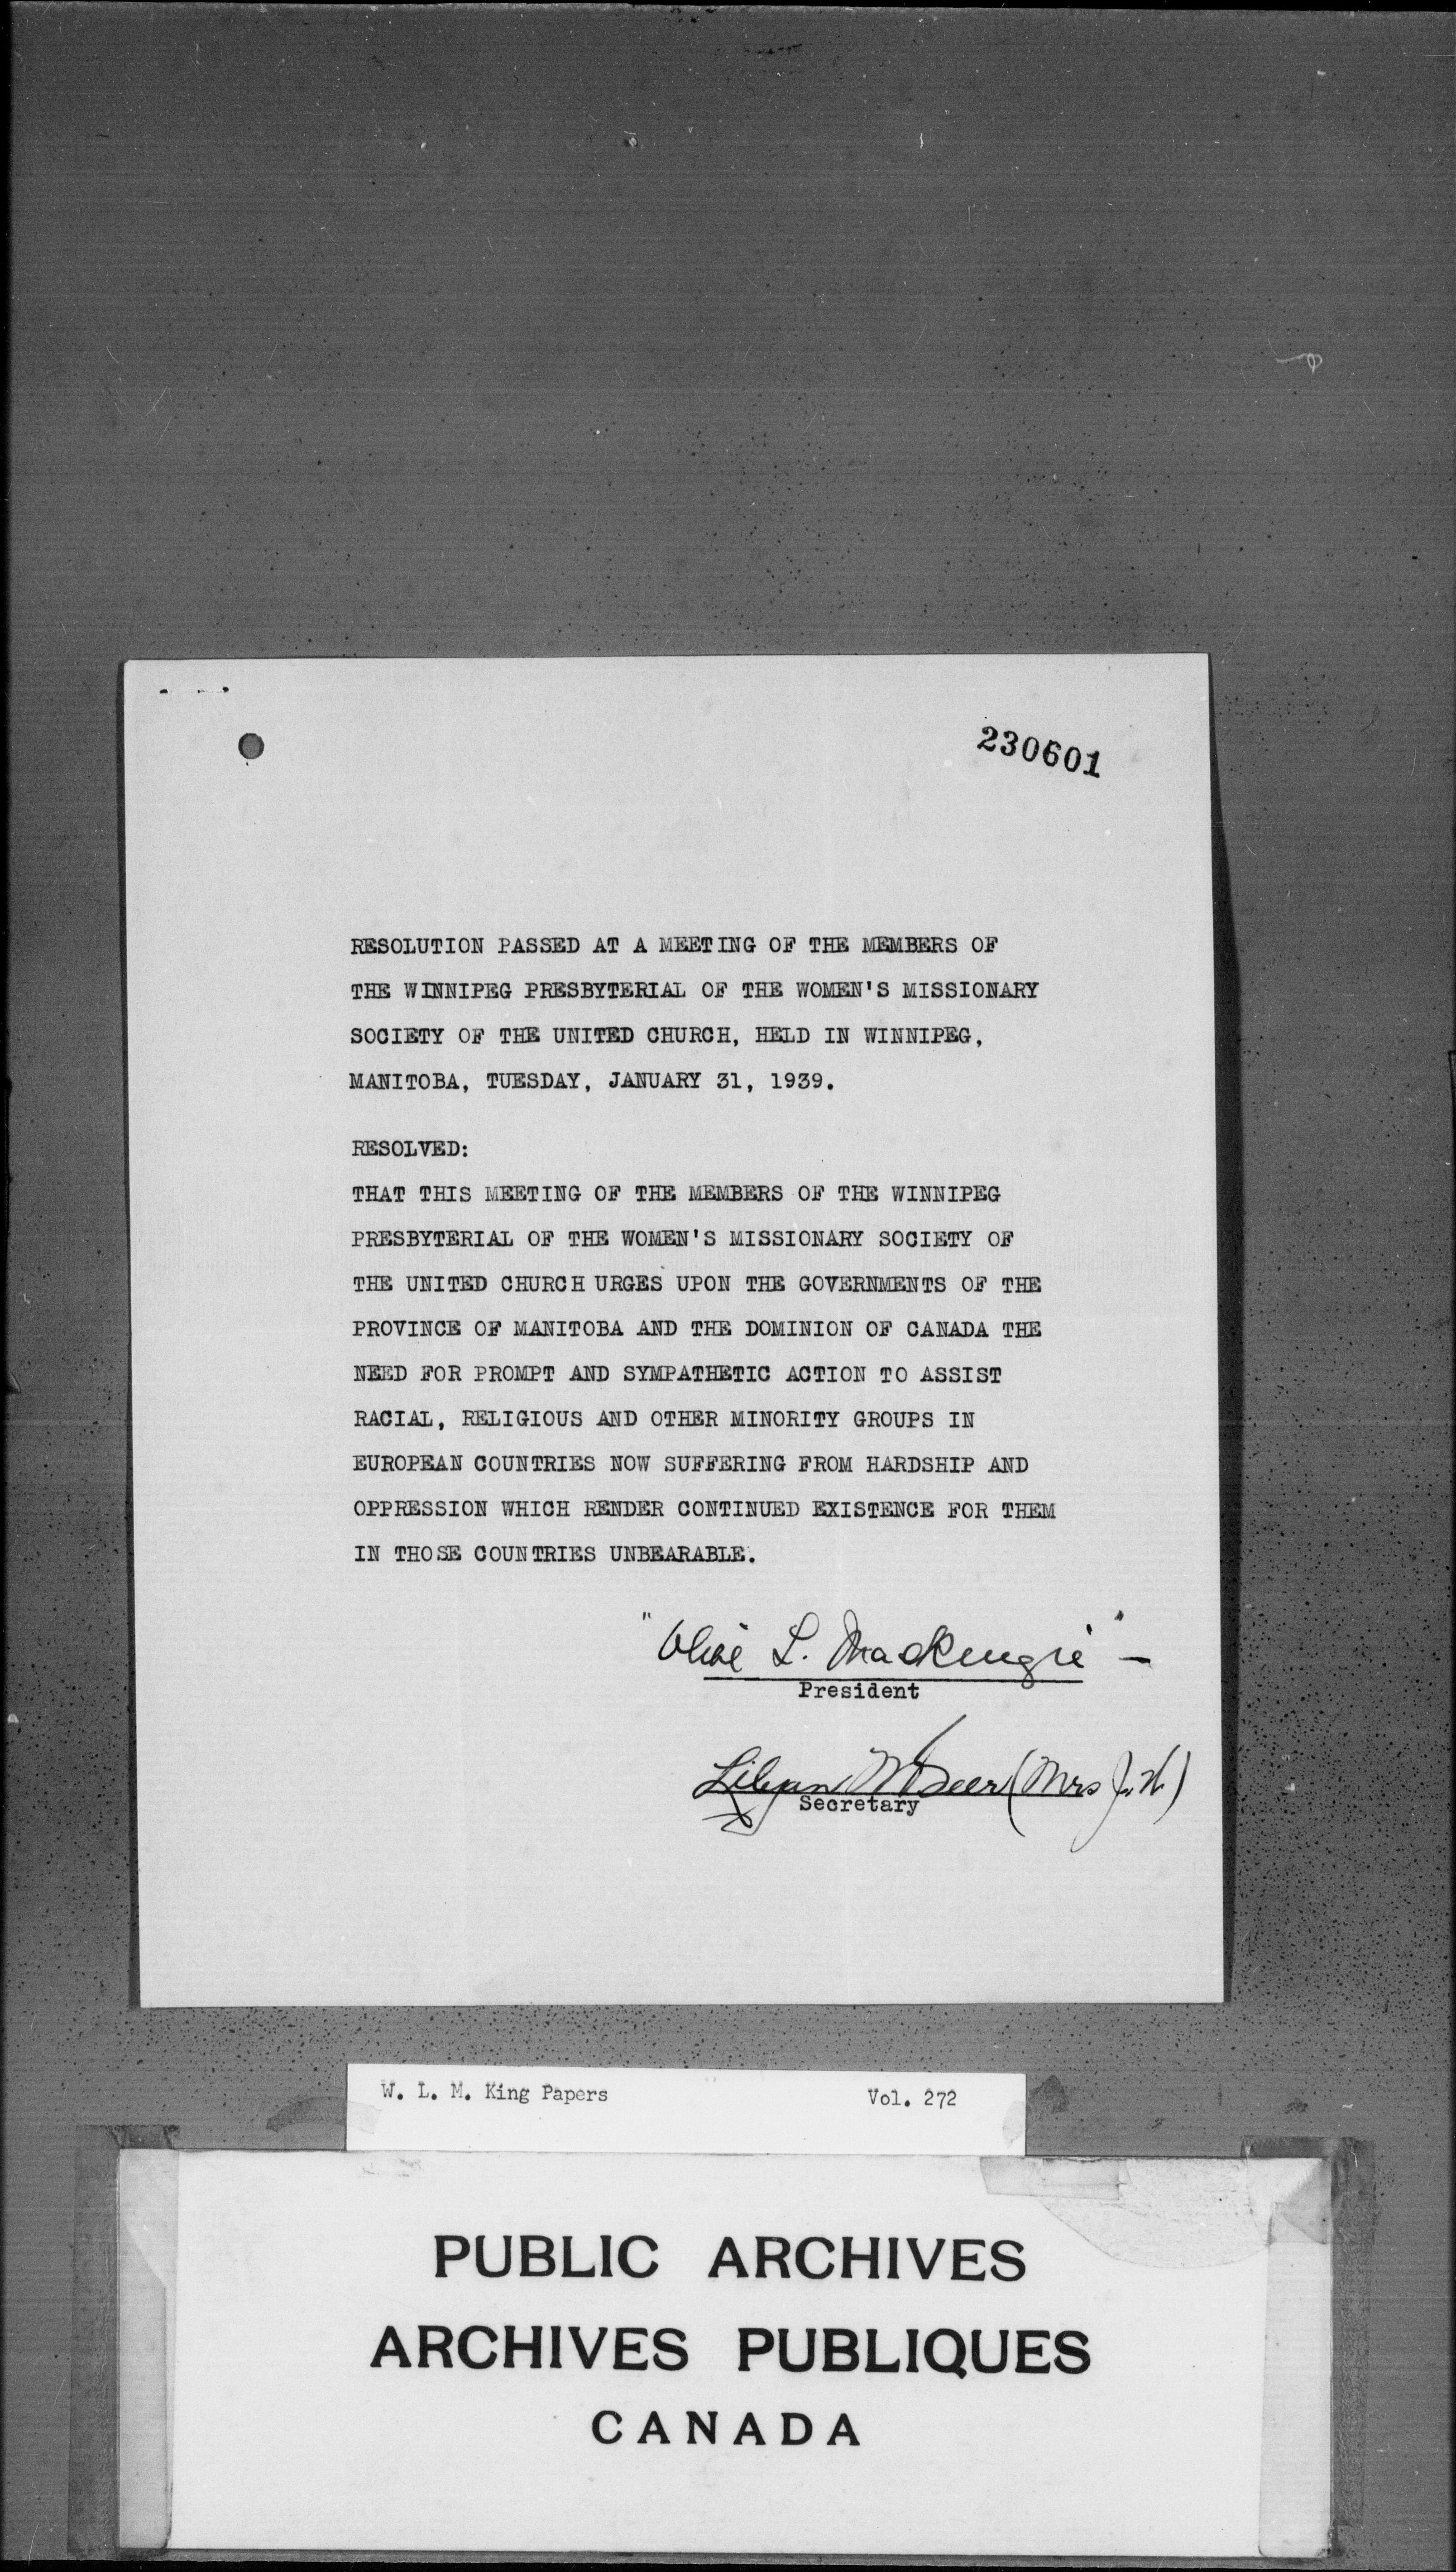 230601
RESOLUTION PASSED AT A MEETING OF THE MEMBERS OF
THE WINNIPEG PRESBYTERIAL OF THE WOMEN'S MISSIONARY
SOCIETY OF THE UNITED CHURCH, HELD IN WINNIPEG,
MANITOBA, TUESDAY, JANUARY 31, 1939.
RESOLVED:
THAT THIS MEETING OF THE MEMBERS OF THE WINNIPEG
PRESBYTERIAL OF THE WOMEN'S MISSIONARY SOCIETY OF
THE UNITED CHURCH URGES UPON THE GOVERNMENTS OF THE
PROVINCE OF MANITOBA AND THE DOMINION OF CANADA THE
NEED FOR PROMPT AND SYMPATHETIC ACTION TO ASSIST
RACIAL, RELIGIOUS AND OTHER MINORITY GROUPS IN
EUROPEAN COUNTRIES NOW SUFFERING FROM HARDSHIP AND
OPPRESSION WHICH RENDER CONTINUED EXISTENCE FOR THEM
IN THOSE COUNTRIES UNBEARABLE.
"Olive L. Mackenzie" -
President
Lilyan (Mrs
Secretary
W. L. M. King Papers Vol. 272
PUBLIC ARCHIVES
ARCHIVES PUBLIQUES
CANADA